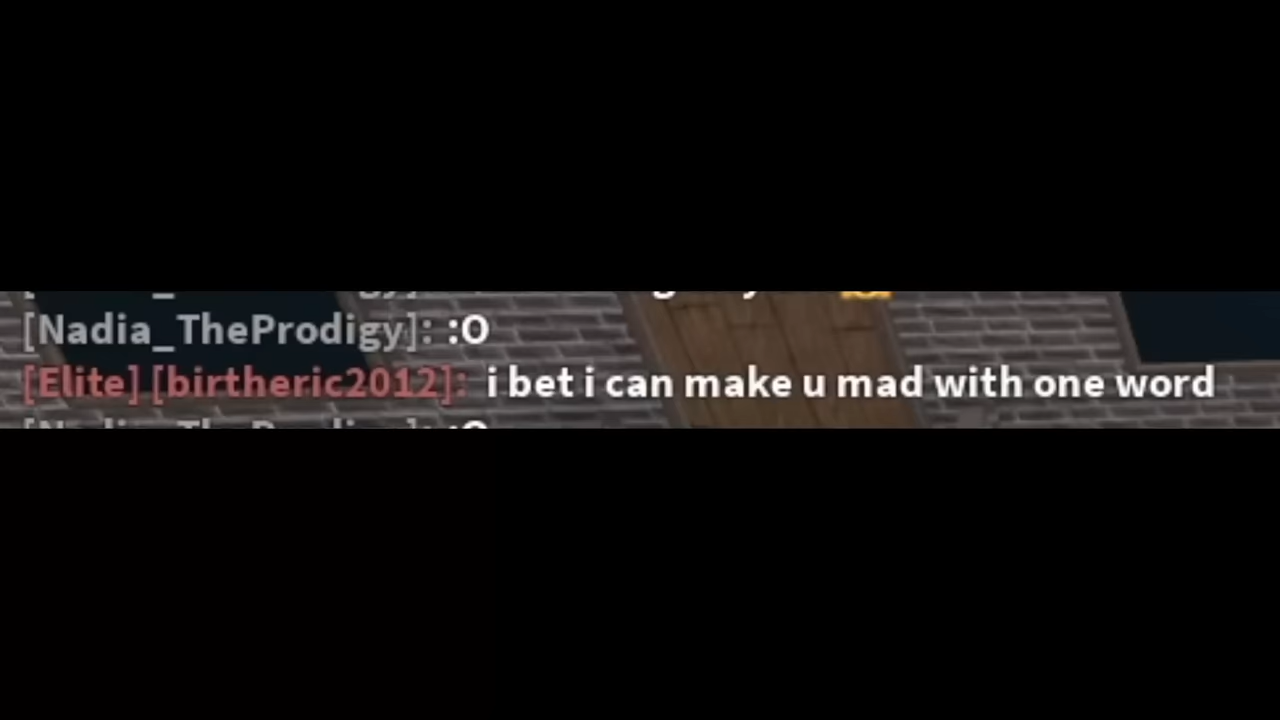 [Nadia_TheProdigy]: :O
[Elite] [birtheric2012]: i bet i can make u mad with one word